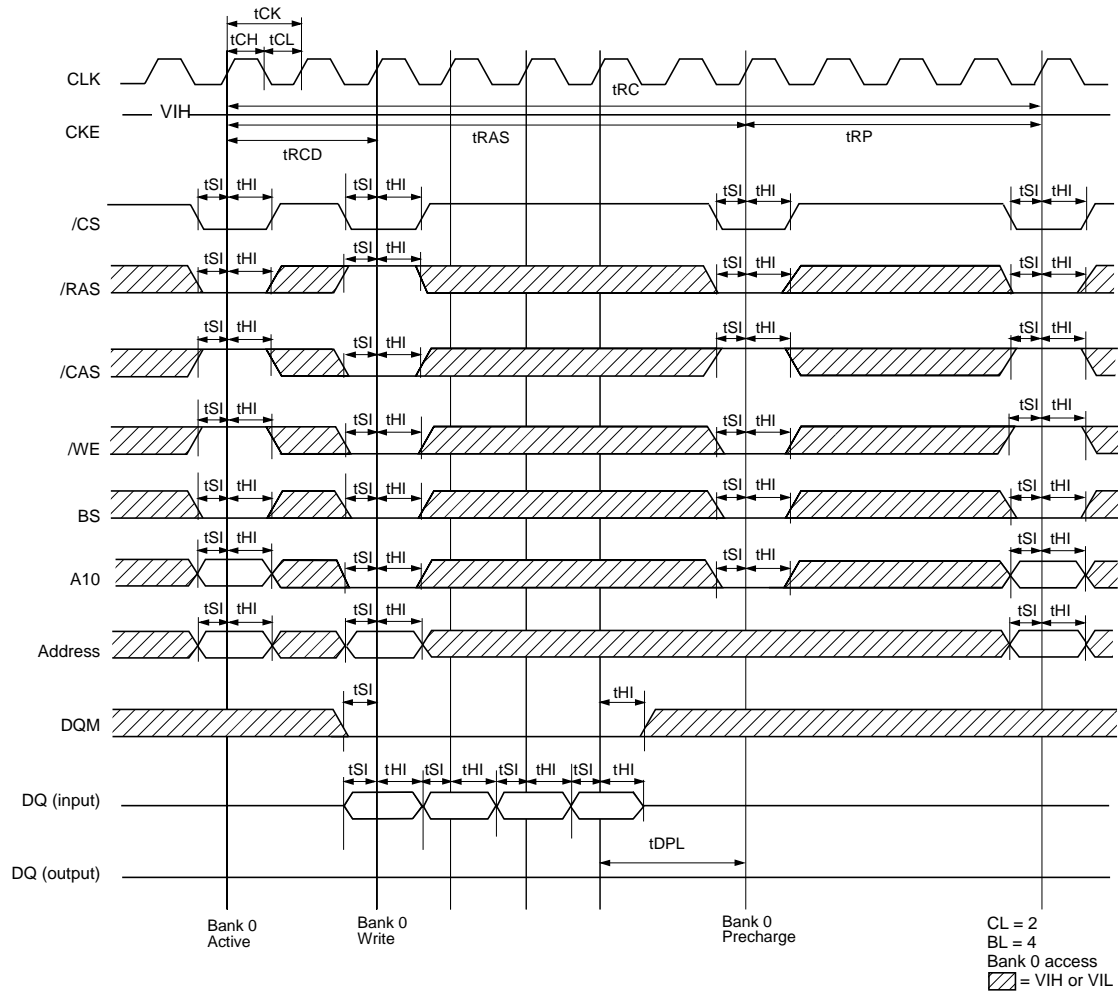 tCK
tCH tCL
CLK
tRC
VIH
CKE
tRAS tRP
tRCD
tSI tHI tSI tHI tSI tHI tSI tHI
/CS
tSI tHI tSI tHI tSI tHI tSI tHI
/RAS
tSI tHI tSI tHI tSI tHI tSI tHI
/CAS
tSI tHI tSI tHI tSI tHI tSI tHI
/WE
tSI tHI tSI tHI tSI tHI tSI tHI
BS
tSI tHI tSI tHI tSI tHI tSI tHI
A10
tSI tHI tSI tHI tSI tHI
Address
tSI tHI
DQM
tSI tHI tSI tHI tSI tHI tSI tHI
DQ (input)
tDPL
DQ (output)
Bank 0
Active
Bank 0
Write
Bank 0
Precharge
CL = 2
BL = 4
Bank 0 access
= VIH or VIL